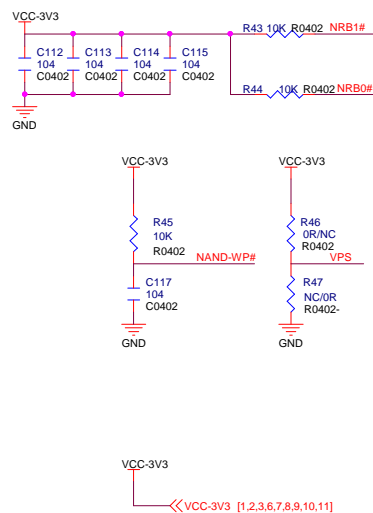 VCC-3V3
C112
104
C0402
C113
104
C0402
C114
104
C0402
C115
104
C0402
GND
R43 10K R0402 NRB1#
R44 10K R0402 NRB0#
VCC-3V3
R45
10K
R0402
NAND-WP#
C117
104
C0402
GND
VCC-3V3
R46
0R/NC
R0402
VPS
R47
NC/0R
R0402-
GND
VCC-3V3
VCC-3V3 [1,2,3,6,7,8,9,10,11]